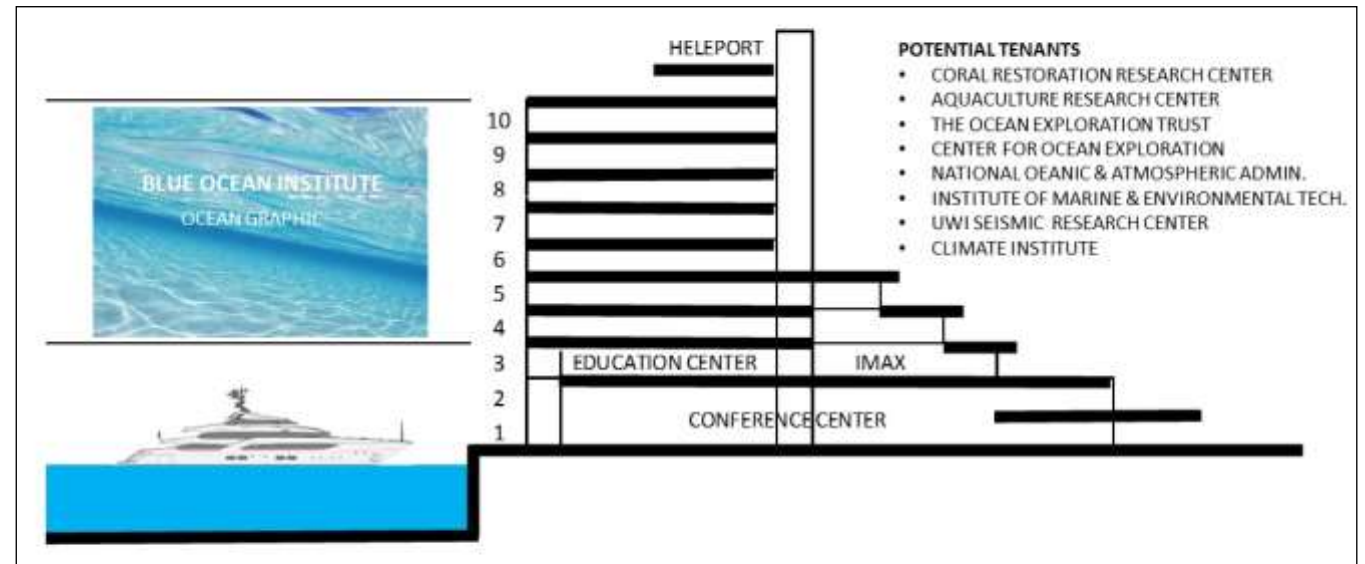 HELEPORT
BLUE OCEAN INSTITUTE
OCEAN GRAPHIC
10
9
8
7
6
5
4
3
2
1
EDUCATION CENTER
IMAX
CONFERENCE CENTER
POTENTIAL TENANTS
• CORAL RESTORATION RESEARCH CENTER
• AQUACULTURE RESEARCH CENTER
• THE OCEAN EXPLORATION TRUST
• CENTER FOR OCEAN EXPLORATION
• NATIONAL OEANIC & ATMOSPHERIC ADMIN.
• INSTITUTE OF MARINE & ENVIRONMENTAL TECH.
• UWI SEISMIC RESEARCH CENTER
• CLIMATE INSTITUTE